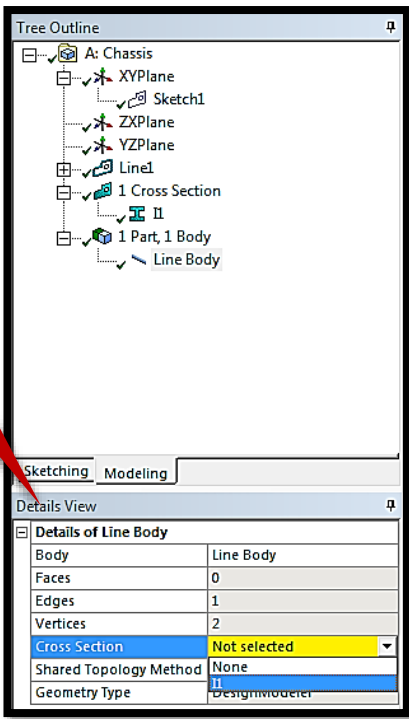 Tree Outline
A: Chassis
XYPlane
Sketch1
ZXPlane
YZPlane
Line1
1 Cross Section
I1
1 Part, 1 Body
Line Body
Sketching Modeling
Details View
Details of Line Body
Body Line Body
Faces 0
Edges 1
Vertices 2
Cross Section Not selected
None
Shared Topology Method
I1
Geometry Type DesignModeler